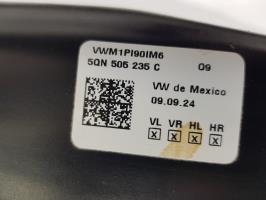 VWM1PI90IM6
5QN 505 235 C 09
VW de Mexico
09.09.24
VL VR HL HR
X X X X